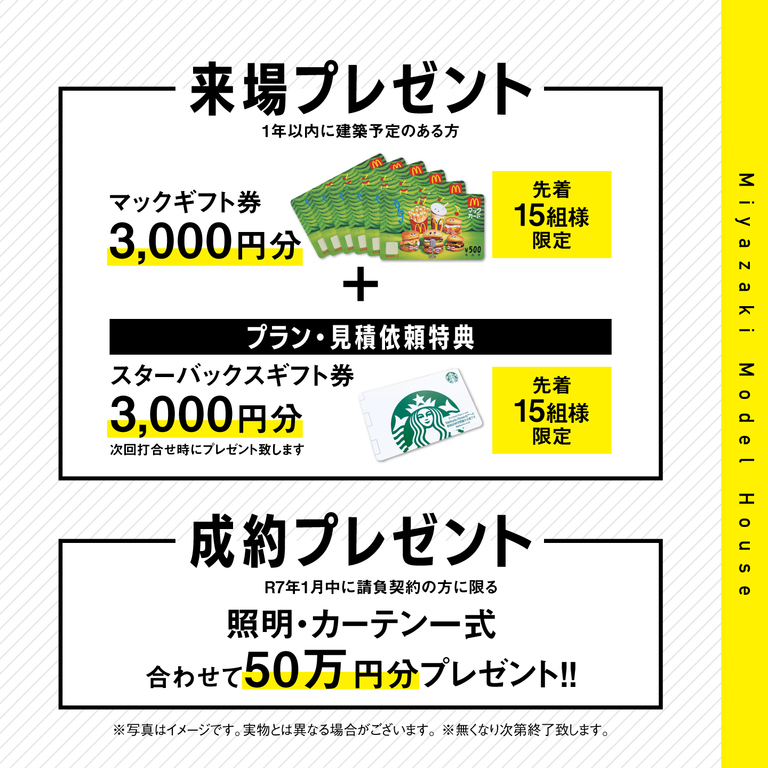 来場プレゼント
1年以内に建築予定のある方
マックギフト券
3,000円分
マック
カード
¥500
先着
15組様
限定
+
プラン・見積依頼特典
スターバックスギフト券
3,000円分
次回打合せ時にプレゼント致します
先着
15組様
限定
成約プレゼント
R7年1月中に請負契約の方に限る
照明・カーテン一式
合わせて50万円分プレゼント!!
※写真はイメージです。実物とは異なる場合がございます。 ※無くなり次第終了致します。
Miyazaki Model House